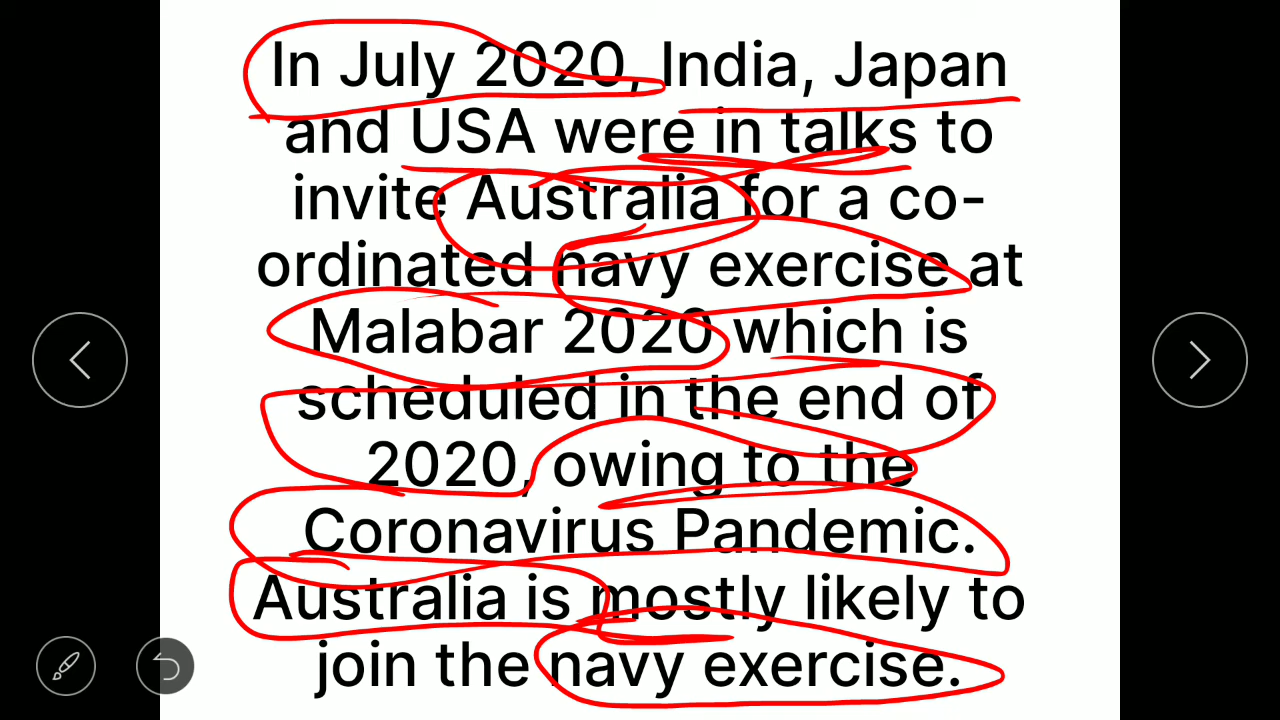 In July 2020, India, Japan
and USA were in talks to
invite Australia for a co-
ordinated navy exercise at
Malabar 2020 which is
scheduled in the end of
2020, owing to the
Coronavirus Pandemic.
Australia is mostly likely to
join the navy exercise.